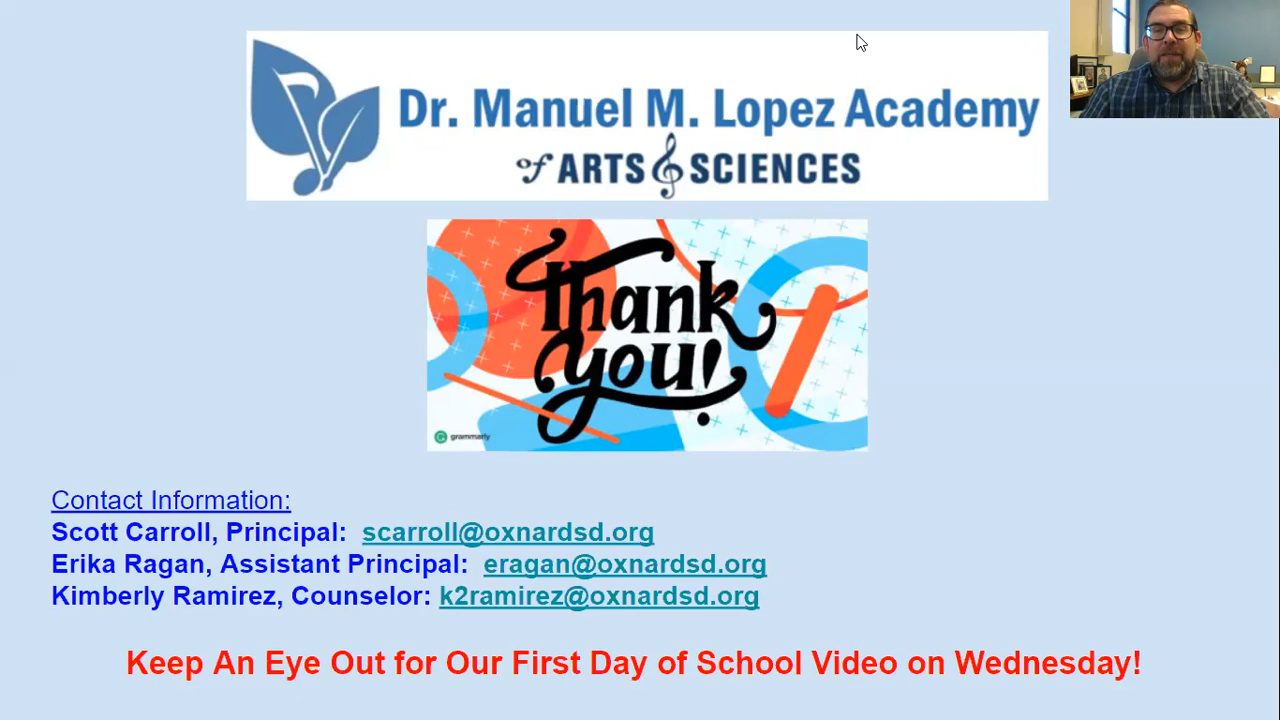 Dr. Manuel M. Lopez Academy
of ARTS & SCIENCES
thank
you!
grammarly
Contact Information:
Scott Carroll, Principal: scarroll@oxnardsd.org
Erika Ragan, Assistant Principal: eragan@oxnardsd.org
Kimberly Ramirez, Counselor: k2ramirez@oxnardsd.org
Keep An Eye Out for Our First Day of School Video on Wednesday!